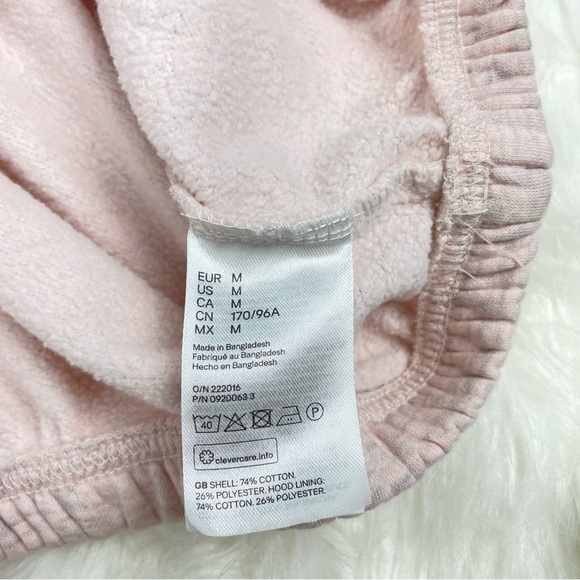 EUR M
US M
CA M
CN 170/96A
MX M
Made in Bangladesh
Fabriqué au Bangladesh
Hecho en Bangladesh
O/N 222016
P/N 0920063 3
40 P
clevercare.info
GB SHELL: 74% COTTON.
26% POLYESTER. HOOD LINING:
74% COTTON. 26% POLYESTER.